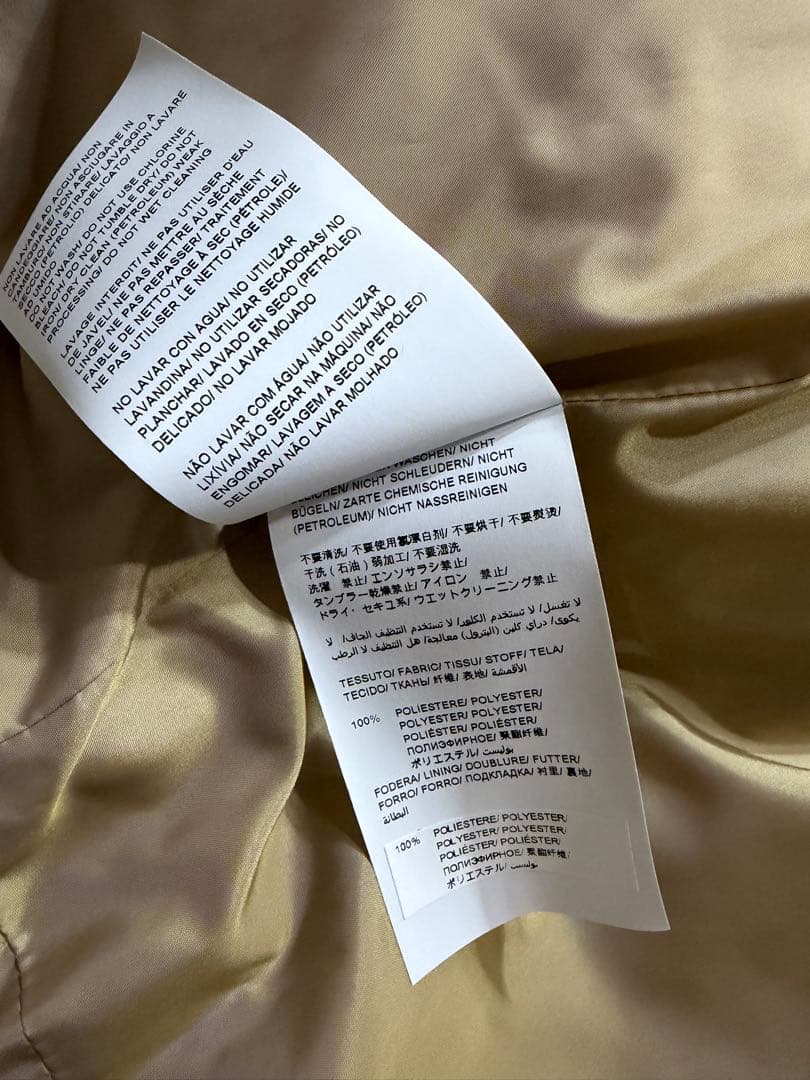 NON LAVARE AD ACQUA/ NON
CANDEGGIARE/ NON ASCIUGARE IN
TAMBURO/ NON STIRARE/ LAVAGGIO A
SECCO (PETROLIO) DELICATO/ NON LAVARE
AD UMIDO
DO NOT WASH/ DO NOT USE CHLORINE
BLEACH/ DO NOT TUMBLE DRY/ DO NOT
IRON/ DRY CLEAN (PETROLEUM) WEAK
PROCESSING/ DO NOT WET CLEANING
LAVAGE INTERDIT/ NE PAS UTILISER D'EAU
DE JAVEL/ NE PAS METTRE AU SÈCHE
LINGE/ NE PAS REPASSER/ TRAITEMENT
FAIBLE DE NETTOYAGE À SEC (PÉTROLE)/
NE PAS UTILISER LE NETTOYAGE HUMIDE
NO LAVAR CON AGUA/ NO UTILIZAR
LAVANDINA/ NO UTILIZAR SECADORAS/ NO
PLANCHAR/ LAVADO EN SECO (PETRÓLEO)
DELICADO/ NO LAVAR MOJADO
NÃO LAVAR COM ÁGUA/ NÃO UTILIZAR
LIXÍVIA/ NÃO SECAR NA MÁQUINA/ NÃO
ENGOMAR/ LAVAGEM A SECO (PETRÓLEO)
DELICADA/ NÃO LAVAR MOLHADO
WASCHEN/ NICHT
NICHT SCHLEUDERN/ NICHT
BÜGELN/ ZARTE CHEMISCHE REINIGUNG
(PETROLEUM)/ NICHT NASSREINIGEN
不要清洗/ 不要使用氯漂白剂/ 不要烘干/ 不要熨烫/
干洗（石油）弱加工/ 不要湿洗
洗濯 禁止/ エンソサラシ禁止/
タンブラー乾燥禁止/ アイロン 禁止/
ドライ・セキユ系/ ウエットクリーニング禁止
لا تغسل/ لا تستخدم الكلور/ لا تستخدم التنظيف الجاف/ لا
يكوى/ دراي كلين (البترول) معالجة/ هل التنظيف لا الرطب
TESSUTO/ FABRIC/ TISSU/ STOFF/ TELA/
TECIDO/ ТКАНЬ/ 纤维/ 表地/ الأقمشة/
100% POLIESTERE/ POLYESTER/
POLYESTER/ POLYESTER/
POLIÉSTER/ POLIÉSTER/
ПОЛИЭФИРНОЕ/ 聚酯纤维/
ポリエステル/ بوليست
FODERA/ LINING/ DOUBLURE/ FUTTER/
FORRO/ FORRO/ ПОДКЛАДКА/ 衬里/ 裏地/
البطانة
100% POLIESTERE/ POLYESTER/
POLYESTER/ POLYESTER/
POLIÉSTER/ POLIÉSTER/
ПОЛИЭФИРНОЕ/ 聚酯纤维/
ポリエステル/ بوليست